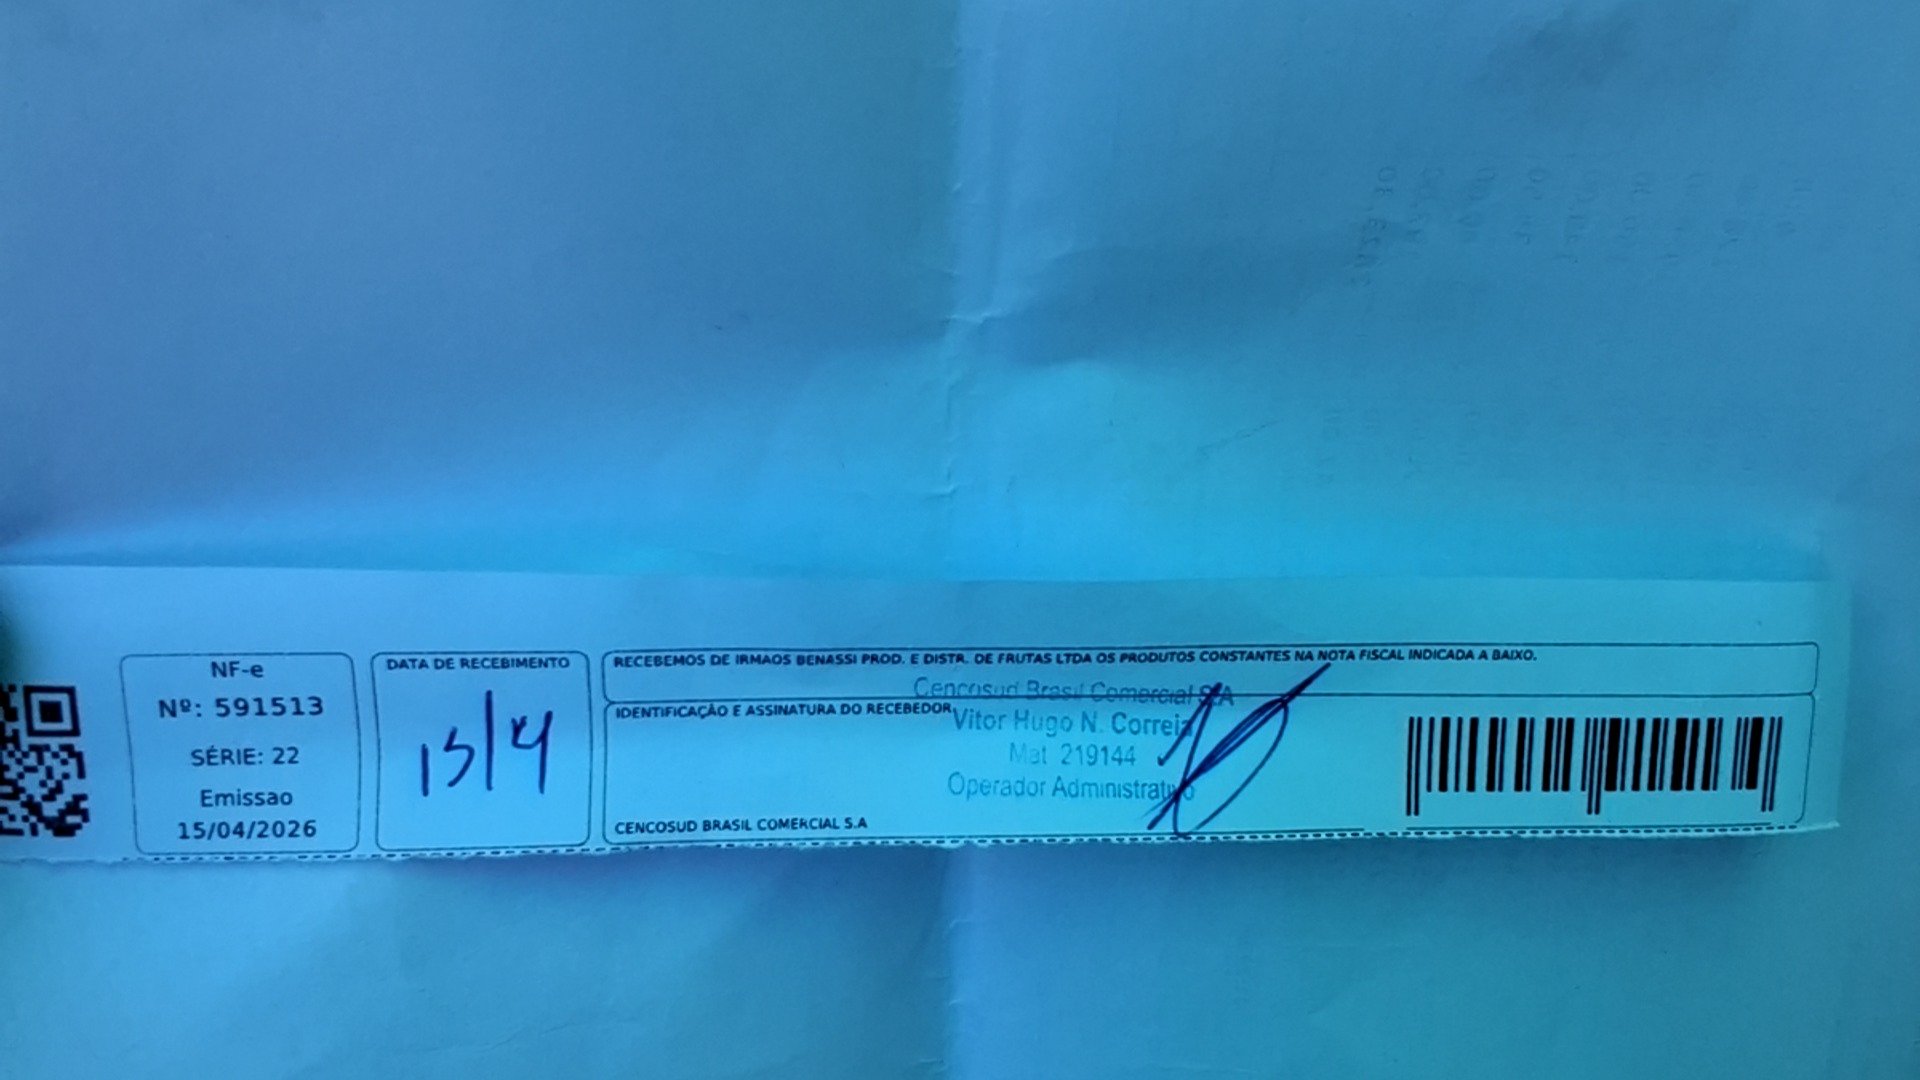 NF-e
Nº: 591513
SÉRIE: 22
Emissao
15/04/2026
DATA DE RECEBIMENTO
15/4
RECEBEMOS DE IRMAOS BENASSI PROD. E DISTR. DE FRUTAS LTDA OS PRODUTOS CONSTANTES NA NOTA FISCAL INDICADA A BAIXO.
IDENTIFICAÇÃO E ASSINATURA DO RECEBEDOR
Cencosud Brasil Comercial S.A
Vitor Hugo N. Correia
Mat 219144
Operador Administrativo
CENCOSUD BRASIL COMERCIAL S.A